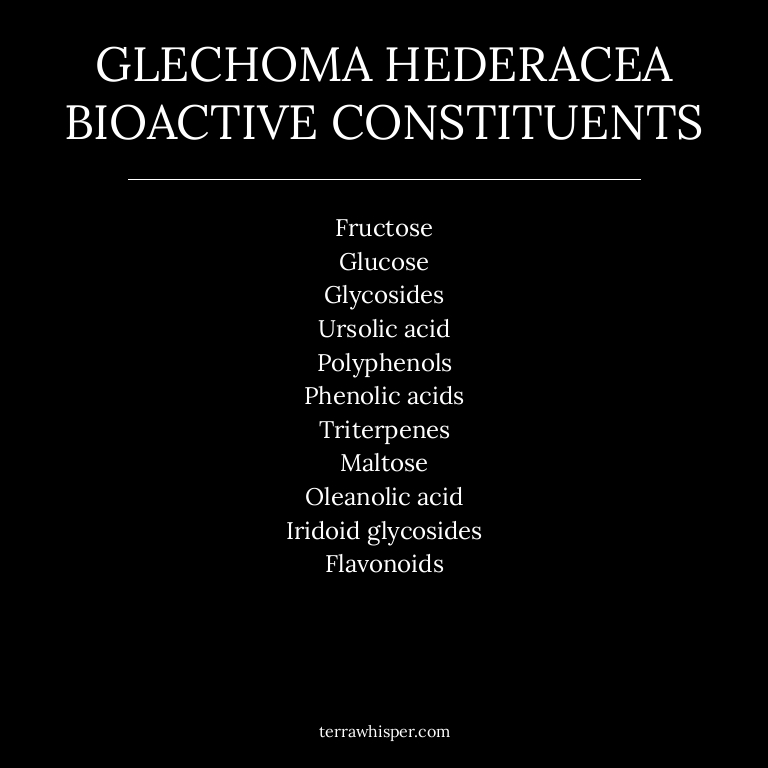 GLECHOMA HEDERACEA
BIOACTIVE CONSTITUENTS
Fructose
Glucose
Glycosides
Ursolic acid
Polyphenols
Phenolic acids
Triterpenes
Maltose
Oleanolic acid
Iridoid glycosides
Flavonoids
terrawhisper.com